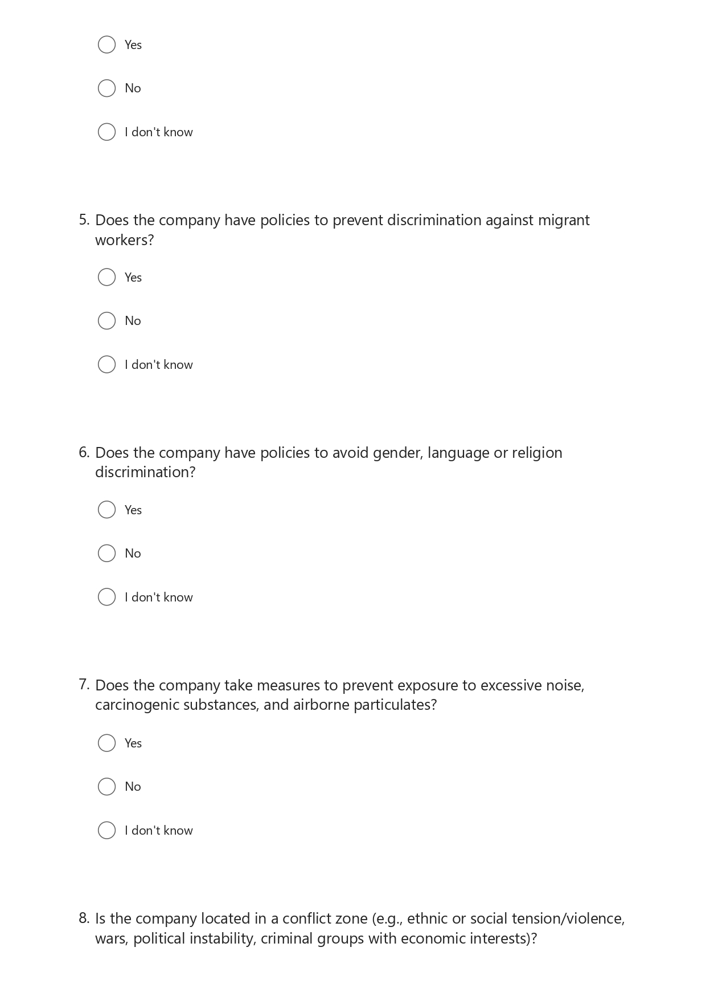 Yes
No
I don't know
5. Does the company have policies to prevent discrimination against migrant
workers?
Yes
No
I don't know
6. Does the company have policies to avoid gender, language or religion
discrimination?
Yes
No
I don't know
7. Does the company take measures to prevent exposure to excessive noise,
carcinogenic substances, and airborne particulates?
Yes
No
I don't know
8. Is the company located in a conflict zone (e.g., ethnic or social tension/violence,
wars, political instability, criminal groups with economic interests)?